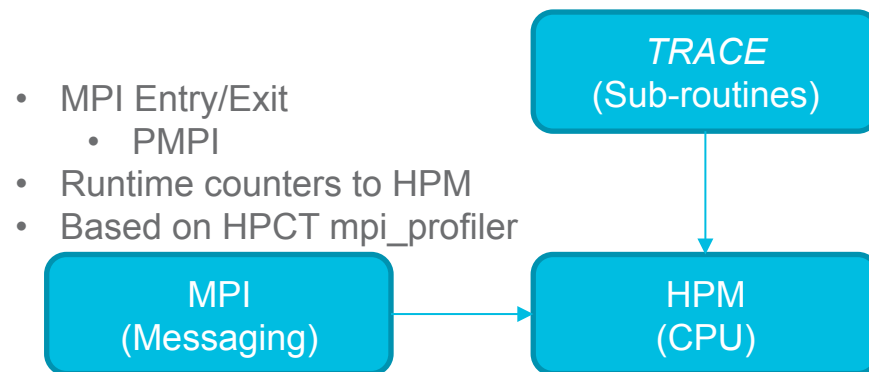 TRACE
(Sub-routines)
• MPI Entry/Exit
• PMPI
• Runtime counters to HPM
• Based on HPCT mpi_profiler
MPI
(Messaging)
HPM
(CPU)